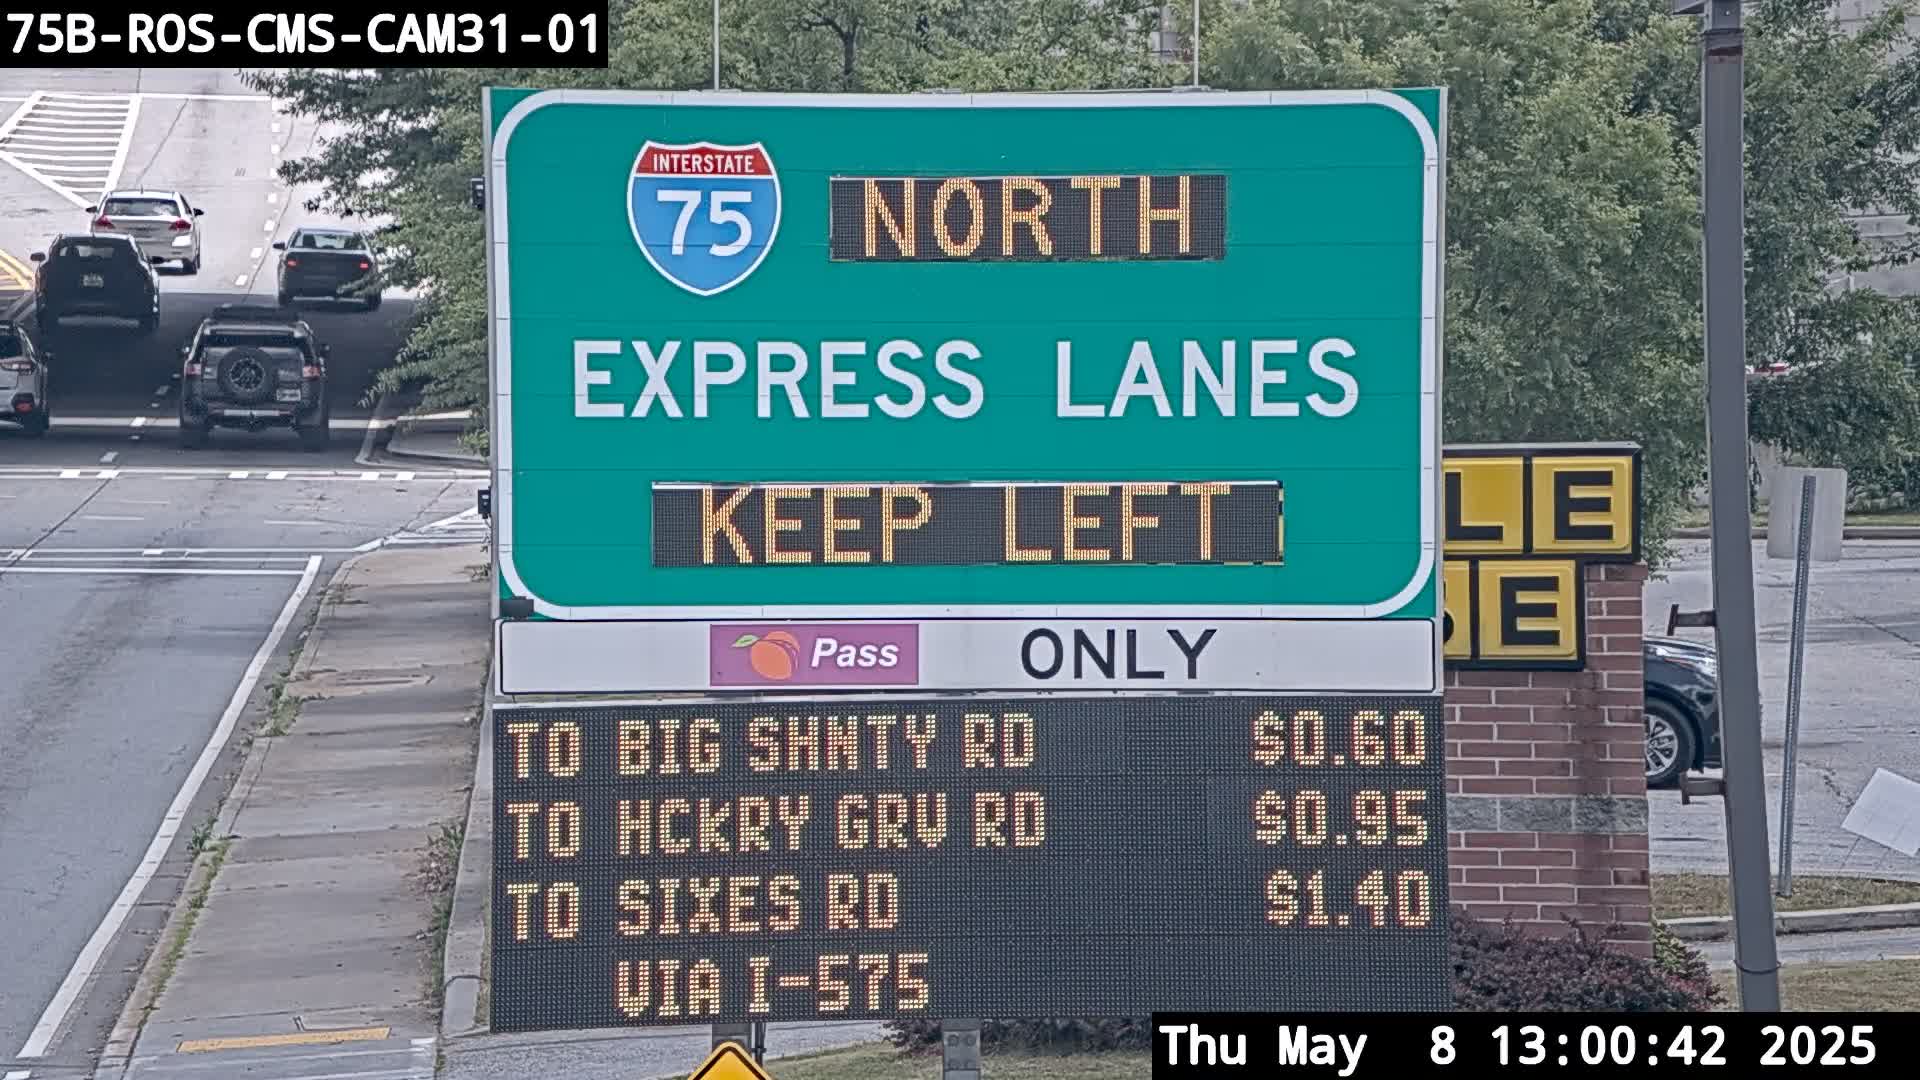 75B-ROS-CMS-CAM31-01
INTERSTATE
75
NORTH
EXPRESS LANES
KEEP LEFT
Pass ONLY
TO BIG SHNTY RD $0.60
TO HCKRY GRV RD $0.95
TO SIXES RD $1.40
VIA I-575
LE
E
Thu May 8 13:00:42 2025